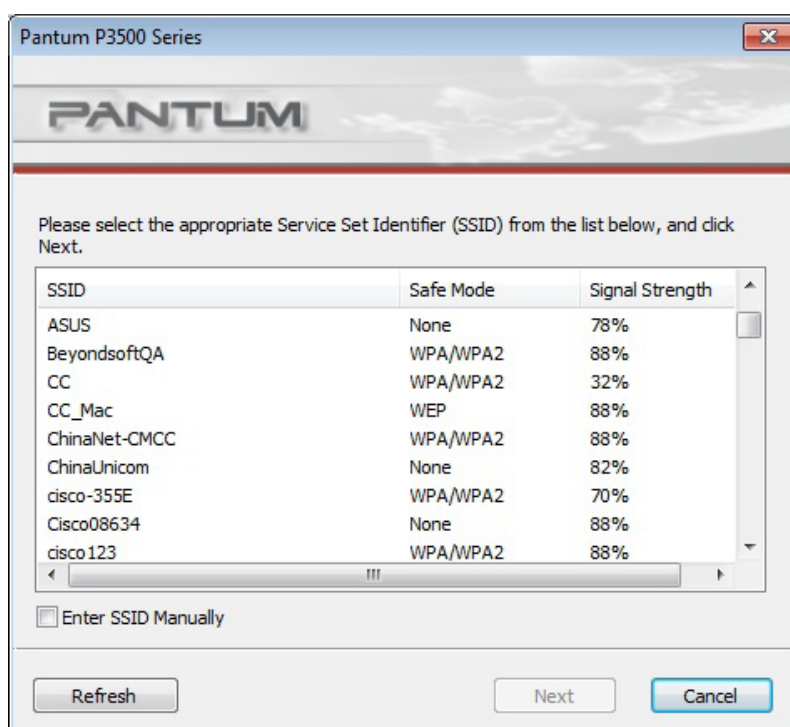 Pantum P3500 Series
PANTUM
Please select the appropriate Service Set Identifier (SSID) from the list below, and click
Next.
SSID Safe Mode Signal Strength
ASUS None 78%
BeyondsoftQA WPA/WPA2 88%
CC WPA/WPA2 32%
CC_Mac WEP 88%
ChinaNet-CMCC WPA/WPA2 88%
ChinaUnicom None 82%
cisco-355E WPA/WPA2 70%
Cisco08634 None 88%
cisco123 WPA/WPA2 88%
Enter SSID Manually
Refresh Next Cancel